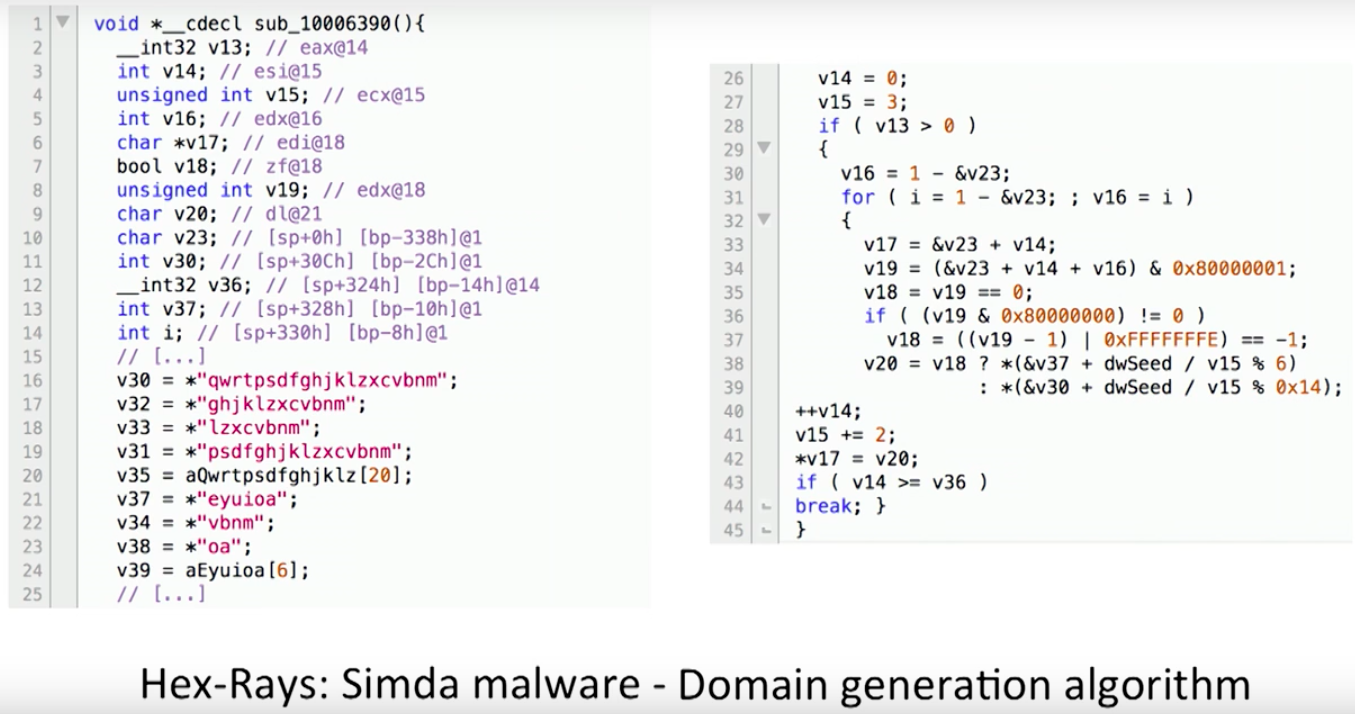 1 void *__cdecl sub_10006390(){
2 __int32 v13; // eax@14
3 int v14; // esi@15
4 unsigned int v15; // ecx@15
5 int v16; // edx@16
6 char *v17; // edi@18
7 bool v18; // zf@18
8 unsigned int v19; // edx@18
9 char v20; // dl@21
10 char v23; // [sp+0h] [bp-338h]@1
11 int v30; // [sp+30Ch] [bp-2Ch]@1
12 __int32 v36; // [sp+324h] [bp-14h]@14
13 int v37; // [sp+328h] [bp-10h]@1
14 int i; // [sp+330h] [bp-8h]@1
15 // [...]
16 v30 = *"qwrtpsdfghjklzxcvbnm";
17 v32 = *"ghjklzxcvbnm";
18 v33 = *"lzxcvbnm";
19 v31 = *"psdfghjklzxcvbnm";
20 v35 = aQwrtpsdfghjklz[20];
21 v37 = *"eyuioa";
22 v34 = *"vbnm";
23 v38 = *"oa";
24 v39 = aEyuioa[6];
25 // [...]
26 v14 = 0;
27 v15 = 3;
28 if ( v13 > 0 )
29 {
30 v16 = 1 - &v23;
31 for ( i = 1 - &v23; ; v16 = i )
32 {
33 v17 = &v23 + v14;
34 v19 = (&v23 + v14 + v16) & 0x80000001;
35 v18 = v19 == 0;
36 if ( (v19 & 0x80000000) != 0 )
37 v18 = ((v19 - 1) | 0xFFFFFFFE) == -1;
38 v20 = v18 ? *(&v37 + dwSeed / v15 % 6)
39 : *(&v30 + dwSeed / v15 % 0x14);
40 ++v14;
41 v15 += 2;
42 *v17 = v20;
43 if ( v14 >= v36 )
44 break; }
45 }
Hex-Rays: Simda malware - Domain generation algorithm